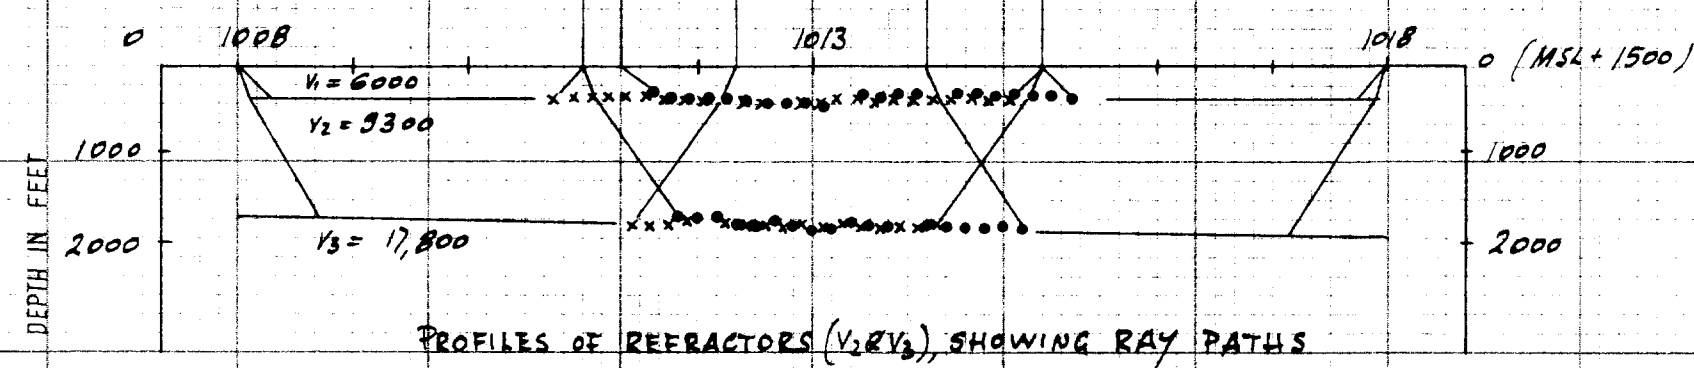 0 1008 1013 1018 0 (MSL + 1500)
V1 = 6000
V2 = 9300
1000 1000
V3 = 17,800
2000 2000
DEPTH IN FEET
PROFILES OF REFRACTORS (V2 & V3), SHOWING RAY PATHS